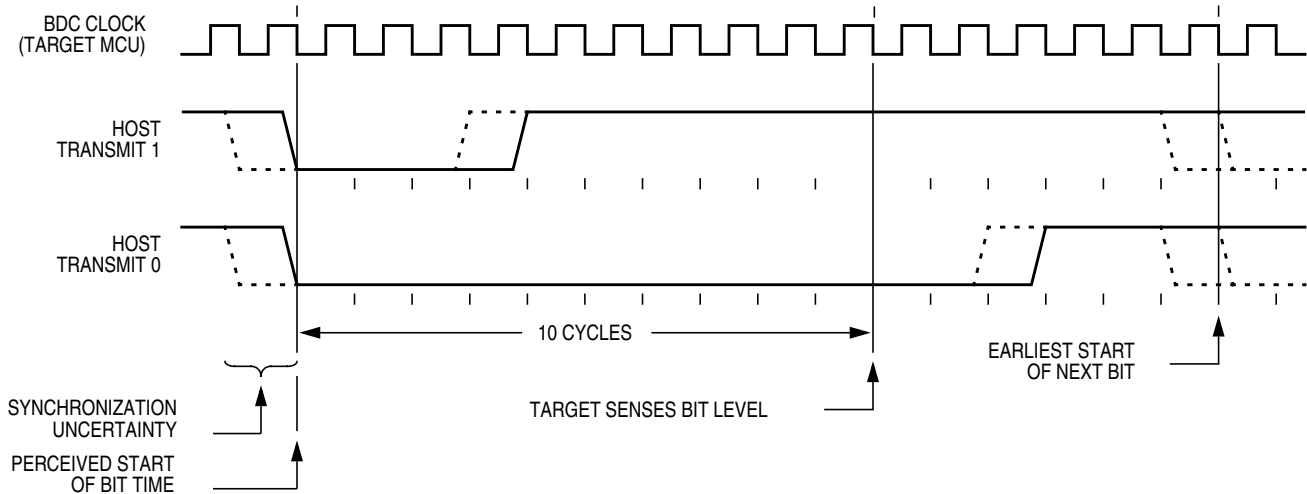 BDC CLOCK
(TARGET MCU)
HOST
TRANSMIT 1
HOST
TRANSMIT 0
10 CYCLES
EARLIEST START
OF NEXT BIT
TARGET SENSES BIT LEVEL
SYNCHRONIZATION
UNCERTAINTY
PERCEIVED START
OF BIT TIME